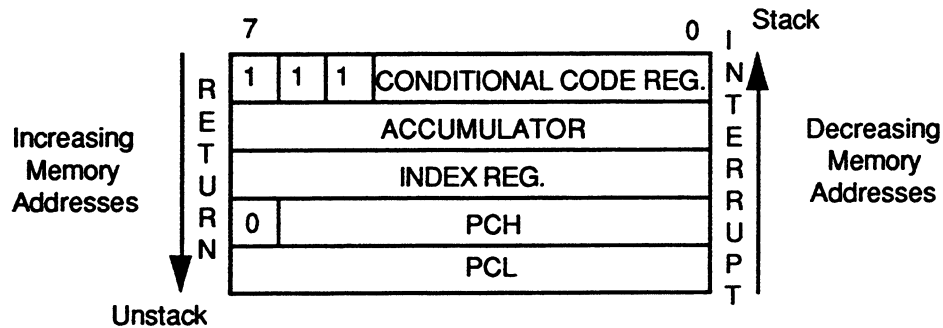 7 0 Stack
1 1 1 CONDITIONAL CODE REG.
ACCUMULATOR
INDEX REG.
0 PCH
PCL
RETURN
INTERRUPT
Increasing
Memory
Addresses
Decreasing
Memory
Addresses
Unstack